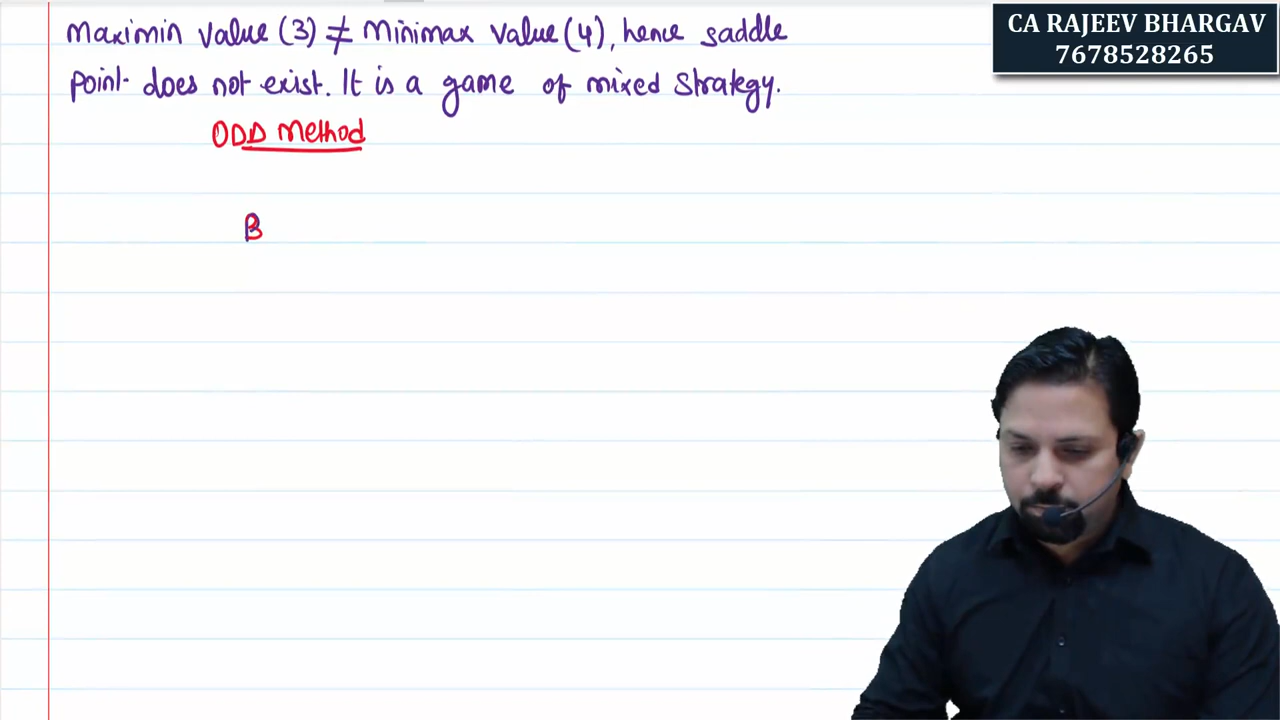 Maximin value (3) ≠ Minimax value (4), hence saddle
point does not exist. It is a game of mixed strategy.
ODD Method
B
CA RAJEEV BHARGAV
7678528265